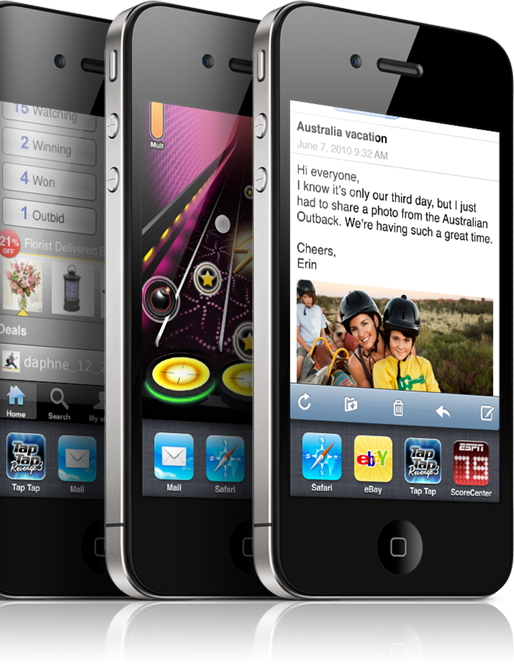 15 Watching
2 Winning
4 Won
1 Outbid
21%
OFF
Florist Delivered
Deals
daphne_12_2
Home
Search
Tap Tap
Revenge 3
Tap Tap
Mail
Mult
Mail
Safari
Australia vacation
June 7, 2010 9:32 AM
Hi everyone,
I know it's only our third day, but I just
had to share a photo from the Australian
Outback. We're having such a great time.
Cheers,
Erin
Safari
ebY
eBay
Tap Tap
Revenge 3
Tap Tap
ESPN
78
ScoreCenter